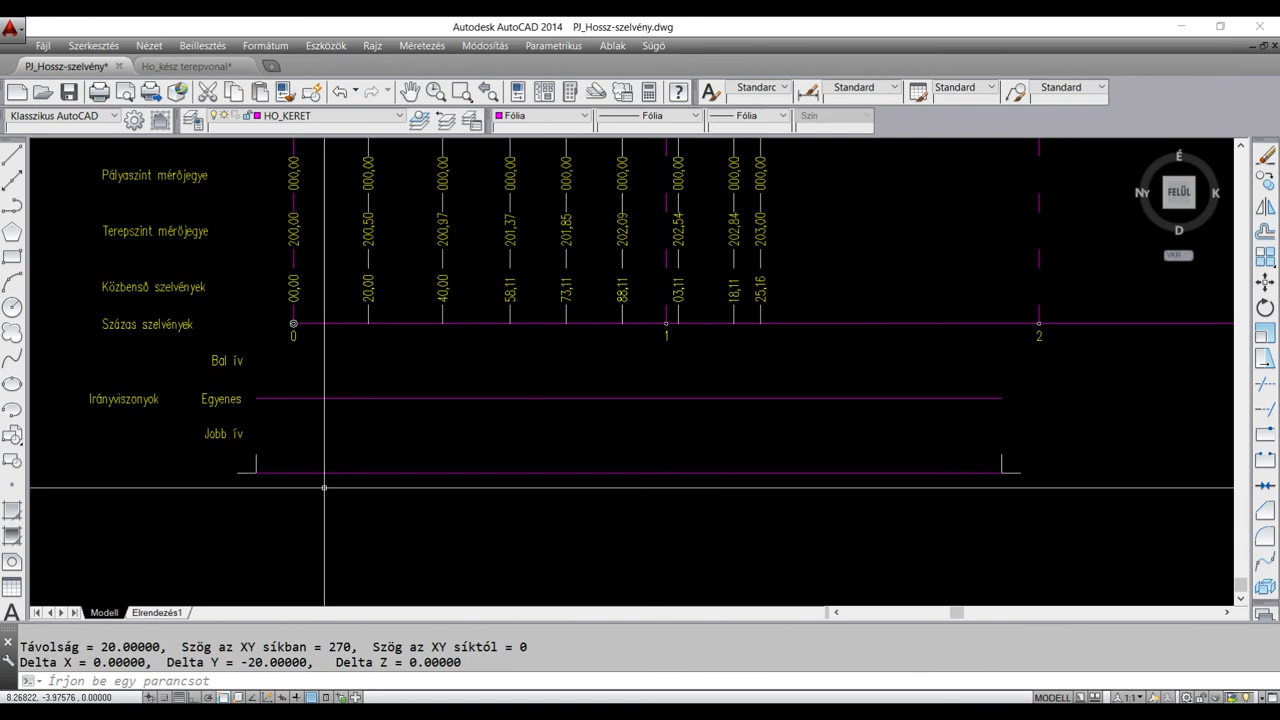 Autodesk AutoCAD 2014 PJ_Hossz-szelvény.dwg
Fájl Szerkesztés Nézet Beillesztés Formátum Eszközök Rajz Méretezés Módosítás Parametrikus Ablak Súgó
PJ_Hossz-szelvény* Ho_kész terepvonal*
Standarc Standard Standard Standard
Klasszikus AutoCAD HO_KERET Fólia Fólia Fólia Szín
Pályaszint mérőjegye 000,00 000,00 000,00 000,00 000,00 000,00 000,00 000,00 000,00
Terepszint mérőjegye 200,00 200,50 200,97 201,37 201,85 202,09 202,54 202,84 203,00
Közbenső szelvények 00,00 20,00 40,00 58,11 73,11 88,11 03,11 18,11 25,16
Százas szelvények
0 1 2
Bal ív
Irányviszonyok Egyenes
Jobb ív
É
NY FELÜL K
D
VKR
Modell Elrendezés1
Távolság = 20.00000, Szög az XY síkban = 270, Szög az XY síktól = 0
Delta X = 0.00000, Delta Y = -20.00000, Delta Z = 0.00000
Írjon be egy parancsot
8.26822, -3.97576, 0.00000 MODELL 1:1